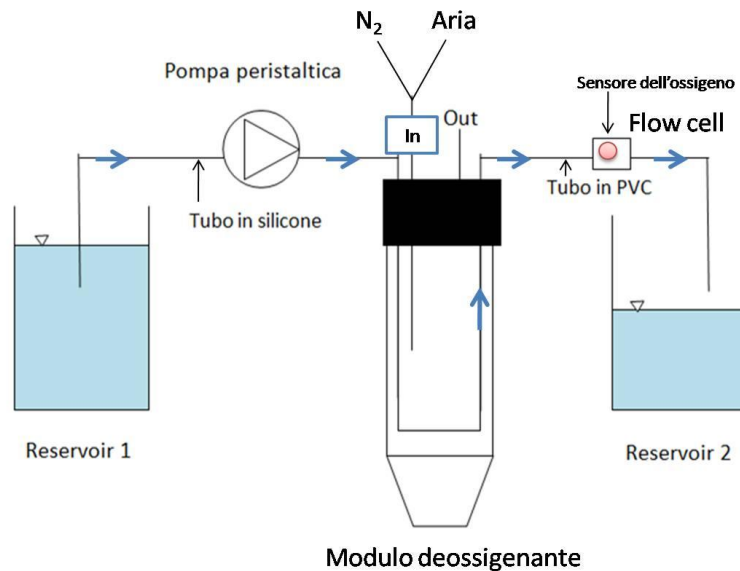 N2 Aria
Pompa peristaltica
Sensore dell'ossigeno
In
Out
Flow cell
Tubo in silicone
Tubo in PVC
Reservoir 1
Reservoir 2
Modulo deossigenante